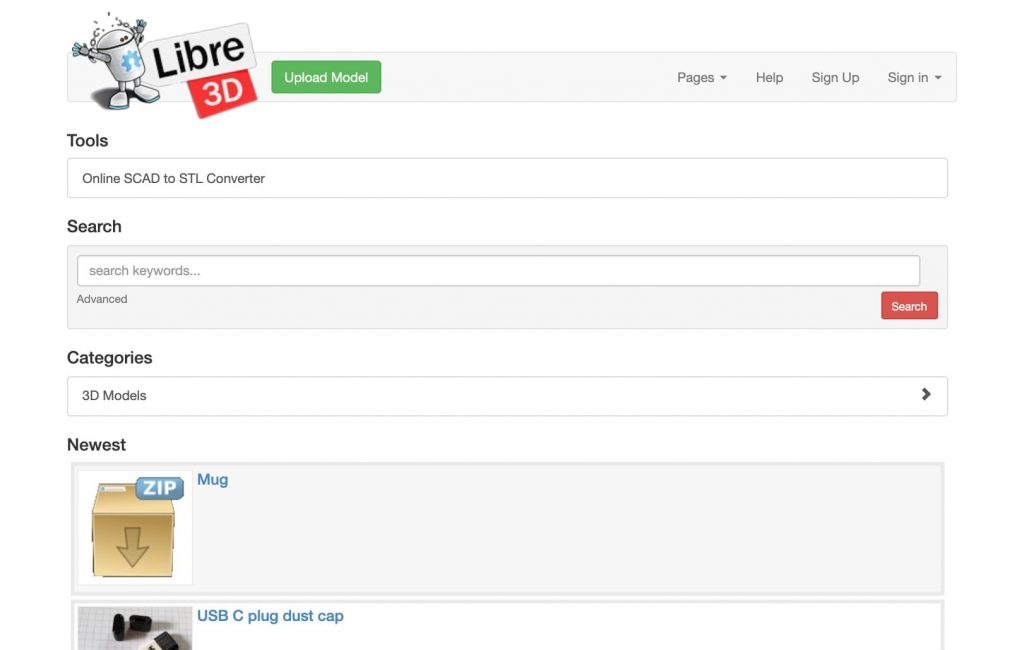 Libre
3D
Upload Model
Pages
Help
Sign Up
Sign in
Tools
Online SCAD to STL Converter
Search
search keywords...
Advanced
Search
Categories
3D Models
Newest
ZIP
Mug
USB C plug dust cap